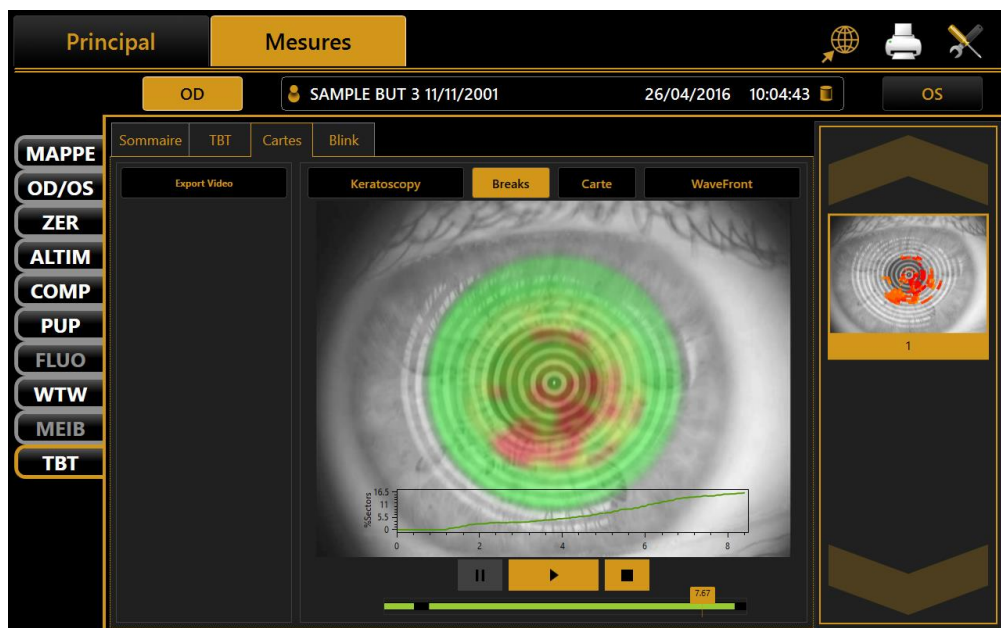 Principal Mesures
OD SAMPLE BUT 3 11/11/2001 26/04/2016 10:04:43 OS
Sommaire TBT Cartes Blink
MAPPE
OD/OS
ZER
ALTIM
COMP
PUP
FLUO
WTW
MEIB
TBT
Export Video
Keratoscopy Breaks Carte WaveFront
%Sectors
16.5
11
5.5
0
0 2 4 6 8
7.67
1